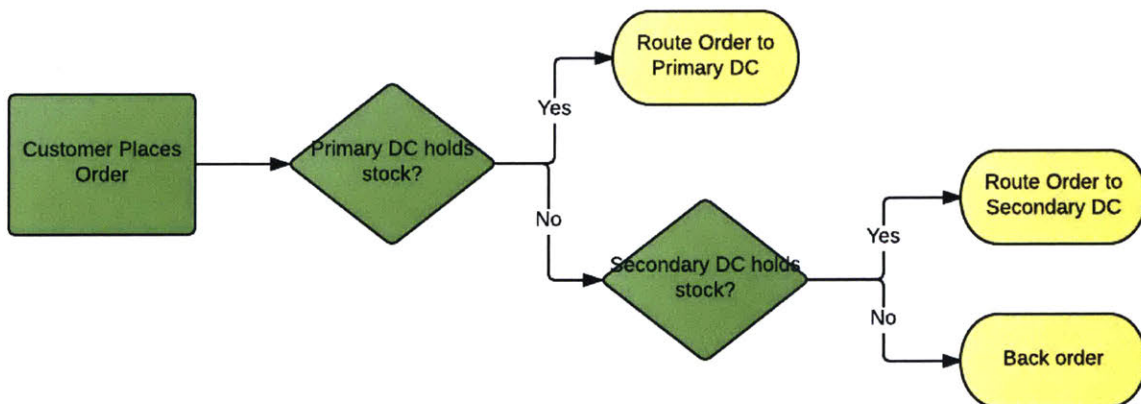 Customer Places
Order
Primary DC holds
stock?
Yes
Route Order to
Primary DC
No
Secondary DC holds
stock?
Yes
Route Order to
Secondary DC
No
Back order